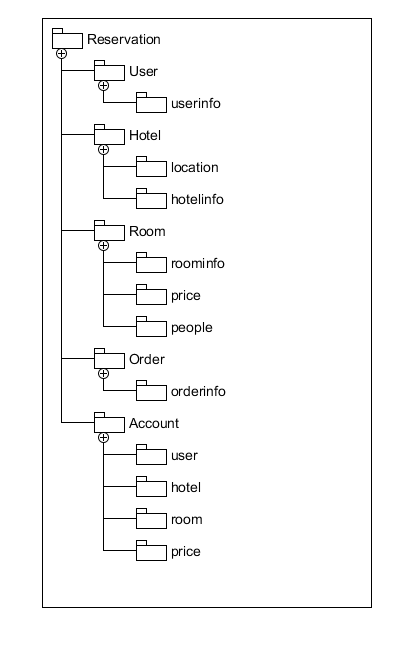 Reservation
User
userinfo
Hotel
location
hotelinfo
Room
roominfo
price
people
Order
orderinfo
Account
user
hotel
room
price